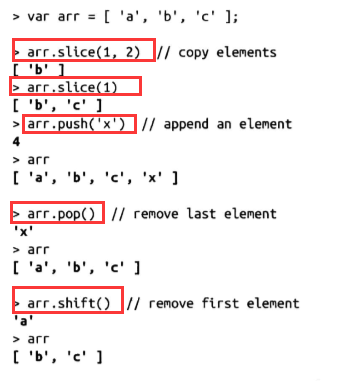 > var arr = [ 'a', 'b', 'c' ];
> arr.slice(1, 2) // copy elements
[ 'b' ]
> arr.slice(1)
[ 'b', 'c' ]
> arr.push('x') // append an element
4
> arr
[ 'a', 'b', 'c', 'x' ]
> arr.pop() // remove last element
'x'
> arr
[ 'a', 'b', 'c' ]
> arr.shift() // remove first element
'a'
> arr
[ 'b', 'c' ]